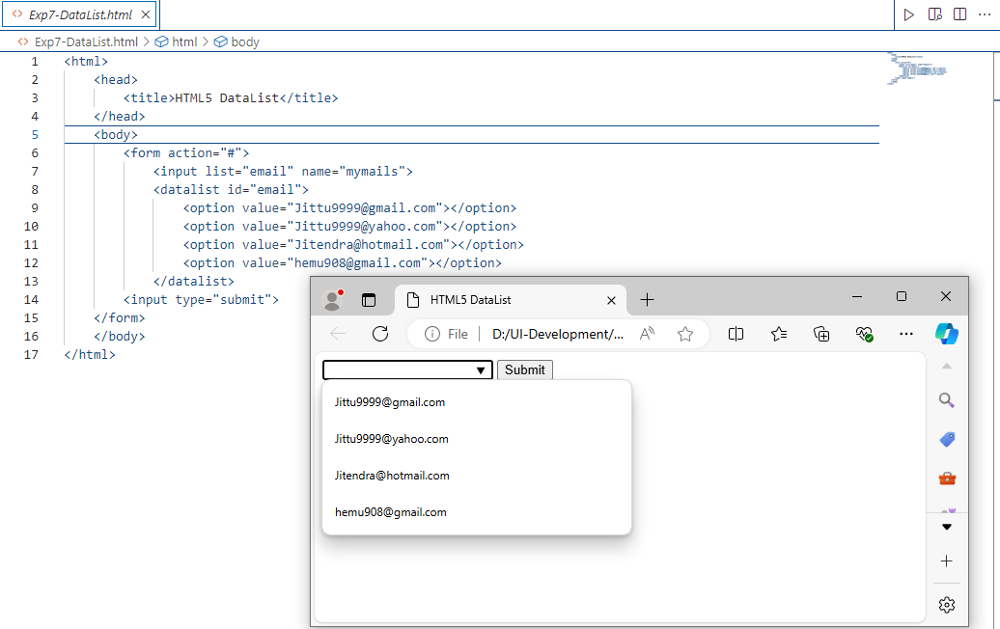 Exp7-DataList.html
Exp7-DataList.html > html > body
1 <html>
2 <head>
3 <title>HTML5 DataList</title>
4 </head>
5 <body>
6 <form action="#">
7 <input list="email" name="mymails">
8 <datalist id="email">
9 <option value="Jittu9999@gmail.com"></option>
10 <option value="Jittu9999@yahoo.com"></option>
11 <option value="Jitendra@hotmail.com"></option>
12 <option value="hemu908@gmail.com"></option>
13 </datalist>
14 <input type="submit">
15 </form>
16 </body>
17 </html>
HTML5 DataList
File D:/UI-Development/...
Submit
Jittu9999@gmail.com
Jittu9999@yahoo.com
Jitendra@hotmail.com
hemu908@gmail.com